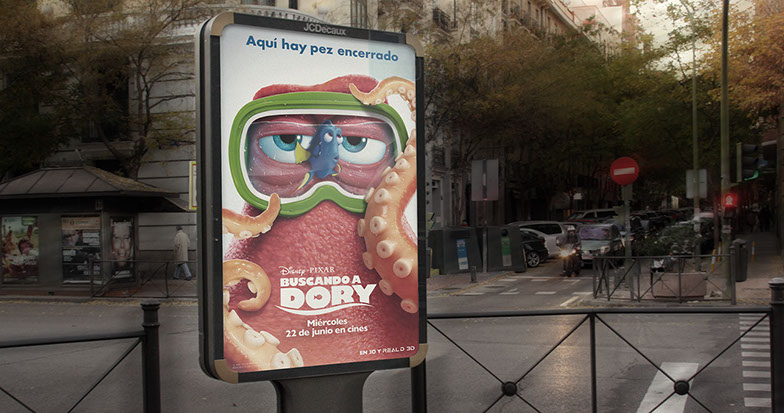 JCDecaux
Aquí hay pez encerrado
Disney·PIXAR
BUSCANDO A
DORY
Miércoles
22 de junio en cines
EN 3D Y REAL D 3D